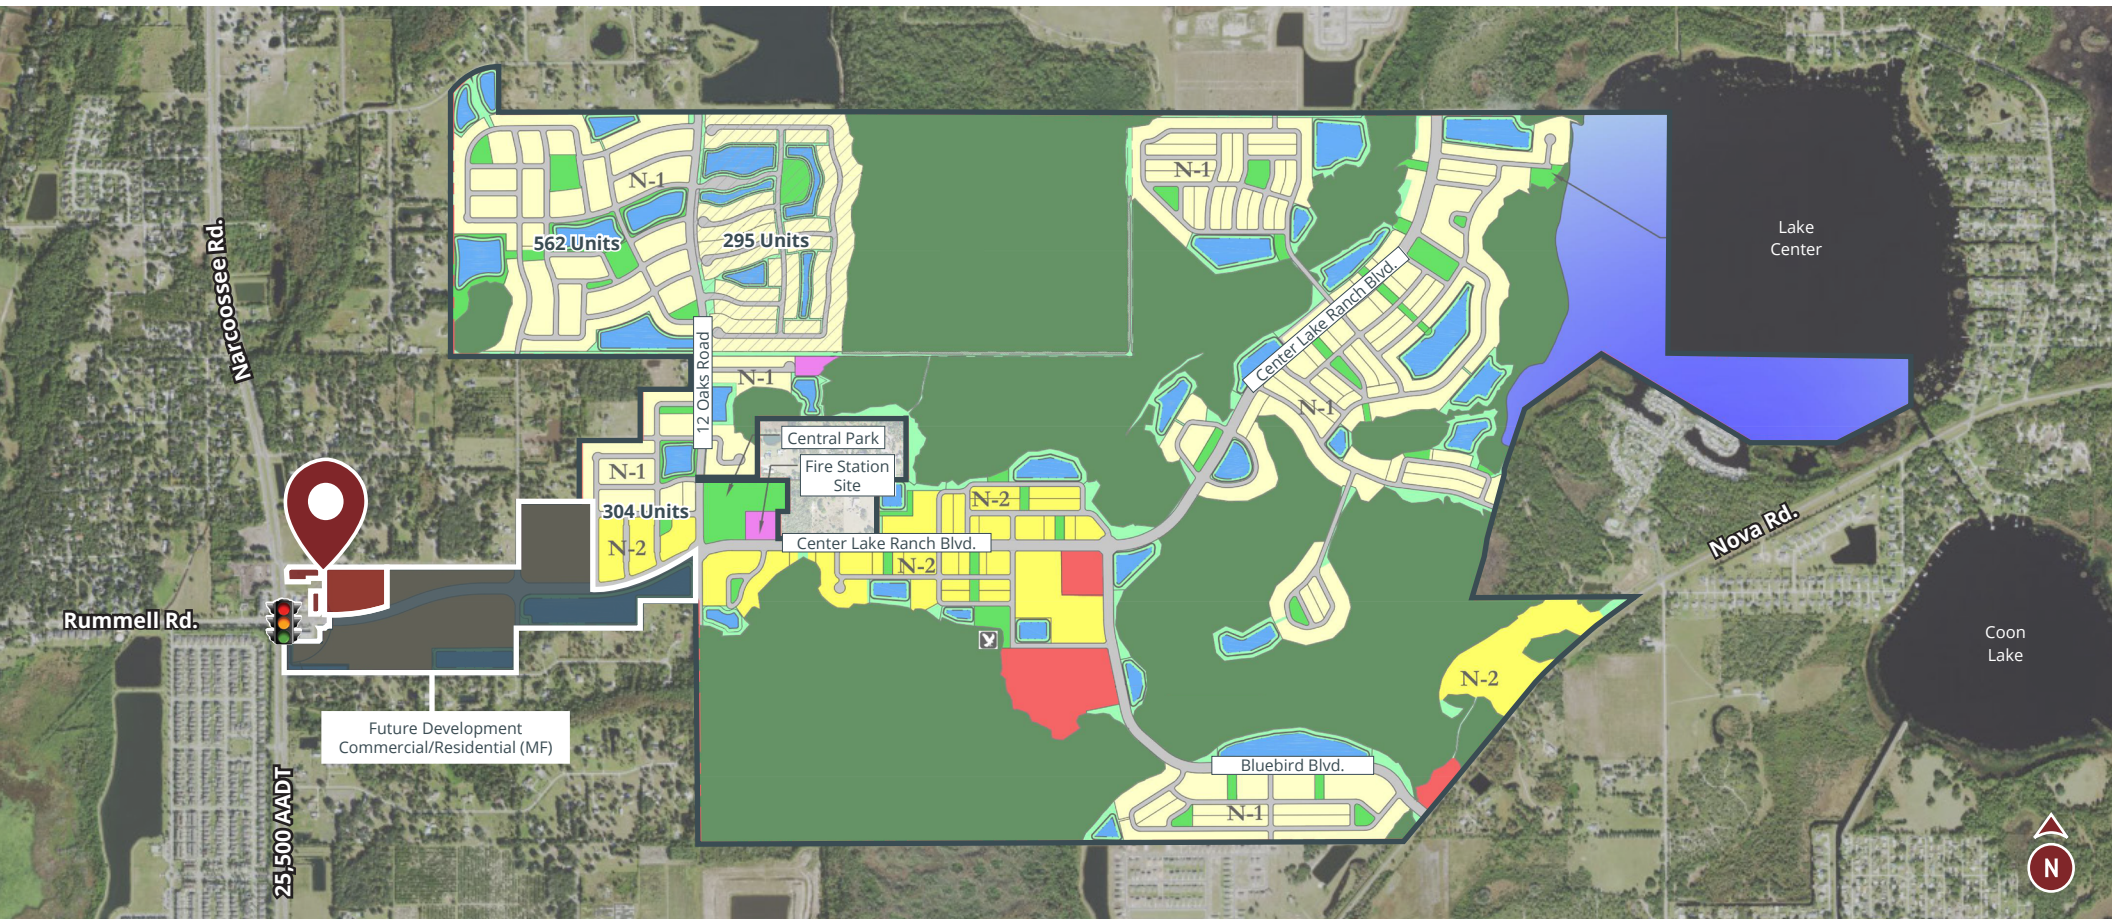 N-1
N-1
562 Units
295 Units
Lake
Center
Narcoossee Rd.
Center Lake Ranch Blvd.
12 Oaks Road
N-1
N-1
Central Park
Fire Station
Site
N-1
N-2
304 Units
Nova Rd.
N-2
Center Lake Ranch Blvd.
N-2
Rummell Rd.
Coon
Lake
N-2
Future Development
Commercial/Residential (MF)
Bluebird Blvd.
N-1
25,500 AADT
N